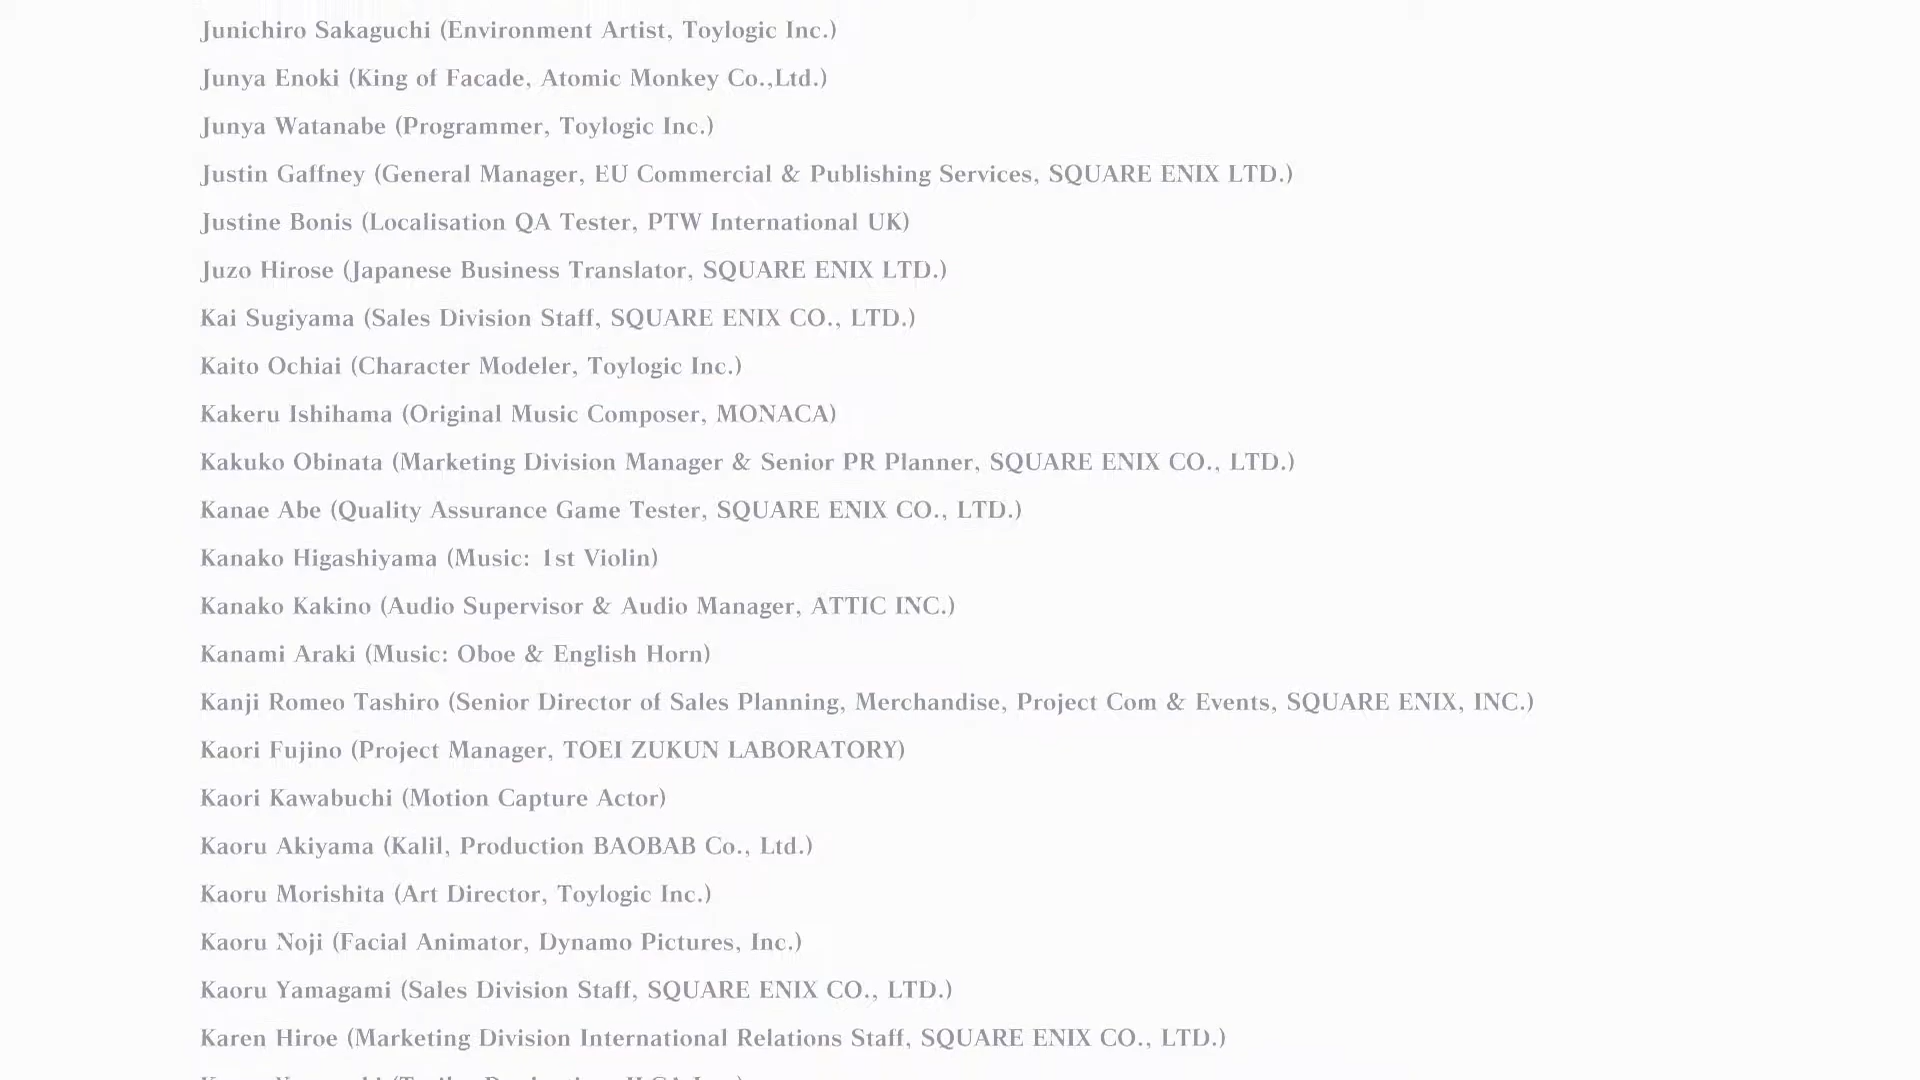 Junichiro Sakaguchi (Environment Artist, Toylogic Inc.)
Junya Enoki (King of Facade, Atomic Monkey Co.,Ltd.)
Junya Watanabe (Programmer, Toylogic Inc.)
Justin Gaffney (General Manager, EU Commercial & Publishing Services, SQUARE ENIX LTD.)
Justine Bonis (Localisation QA Tester, PTW International UK)
Juzo Hirose (Japanese Business Translator, SQUARE ENIX LTD.)
Kai Sugiyama (Sales Division Staff, SQUARE ENIX CO., LTD.)
Kaito Ochiai (Character Modeler, Toylogic Inc.)
Kakeru Ishihama (Original Music Composer, MONACA)
Kakuko Obinata (Marketing Division Manager & Senior PR Planner, SQUARE ENIX CO., LTD.)
Kanae Abe (Quality Assurance Game Tester, SQUARE ENIX CO., LTD.)
Kanako Higashiyama (Music: 1st Violin)
Kanako Kakino (Audio Supervisor & Audio Manager, ATTIC INC.)
Kanami Araki (Music: Oboe & English Horn)
Kanji Romeo Tashiro (Senior Director of Sales Planning, Merchandise, Project Com & Events, SQUARE ENIX, INC.)
Kaori Fujino (Project Manager, TOEI ZUKUN LABORATORY)
Kaori Kawabuchi (Motion Capture Actor)
Kaoru Akiyama (Kalil, Production BAOBAB Co., Ltd.)
Kaoru Morishita (Art Director, Toylogic Inc.)
Kaoru Noji (Facial Animator, Dynamo Pictures, Inc.)
Kaoru Yamagami (Sales Division Staff, SQUARE ENIX CO., LTD.)
Karen Hiroe (Marketing Division International Relations Staff, SQUARE ENIX CO., LTD.)